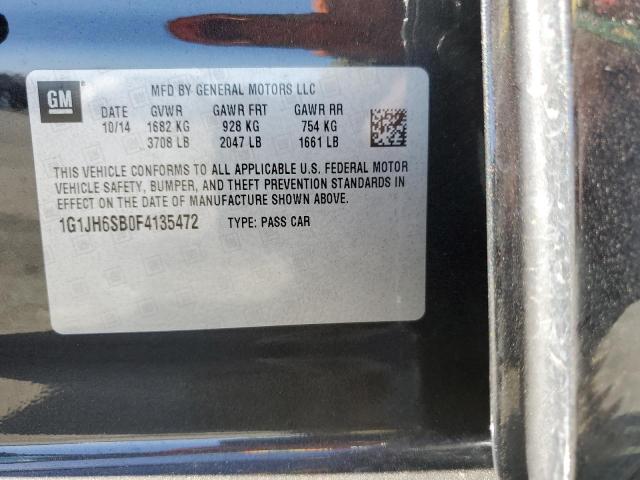 GM
MFD BY GENERAL MOTORS LLC
DATE GVWR GAWR FRT GAWR RR
10/14 1682 KG 928 KG 754 KG
3708 LB 2047 LB 1661 LB
THIS VEHICLE CONFORMS TO ALL APPLICABLE U.S. FEDERAL MOTOR
VEHICLE SAFETY, BUMPER, AND THEFT PREVENTION STANDARDS IN
EFFECT ON THE DATE OF MANUFACTURE SHOWN ABOVE.
1G1JH6SB0F4135472 TYPE: PASS CAR